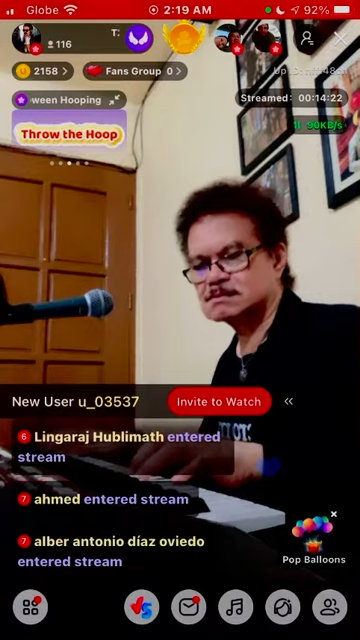 Globe
2:19 AM
92%
T:
116
2158 >
Fans Group 0 >
ween Hooping
Streamed: 00:14:22
90KB/s
Throw the Hoop
New User u_03537
Invite to Watch
«
6 Lingaraj Hublimath entered
stream
7 ahmed entered stream
7 alber antonio díaz oviedo
entered stream
Pop Balloons
VS